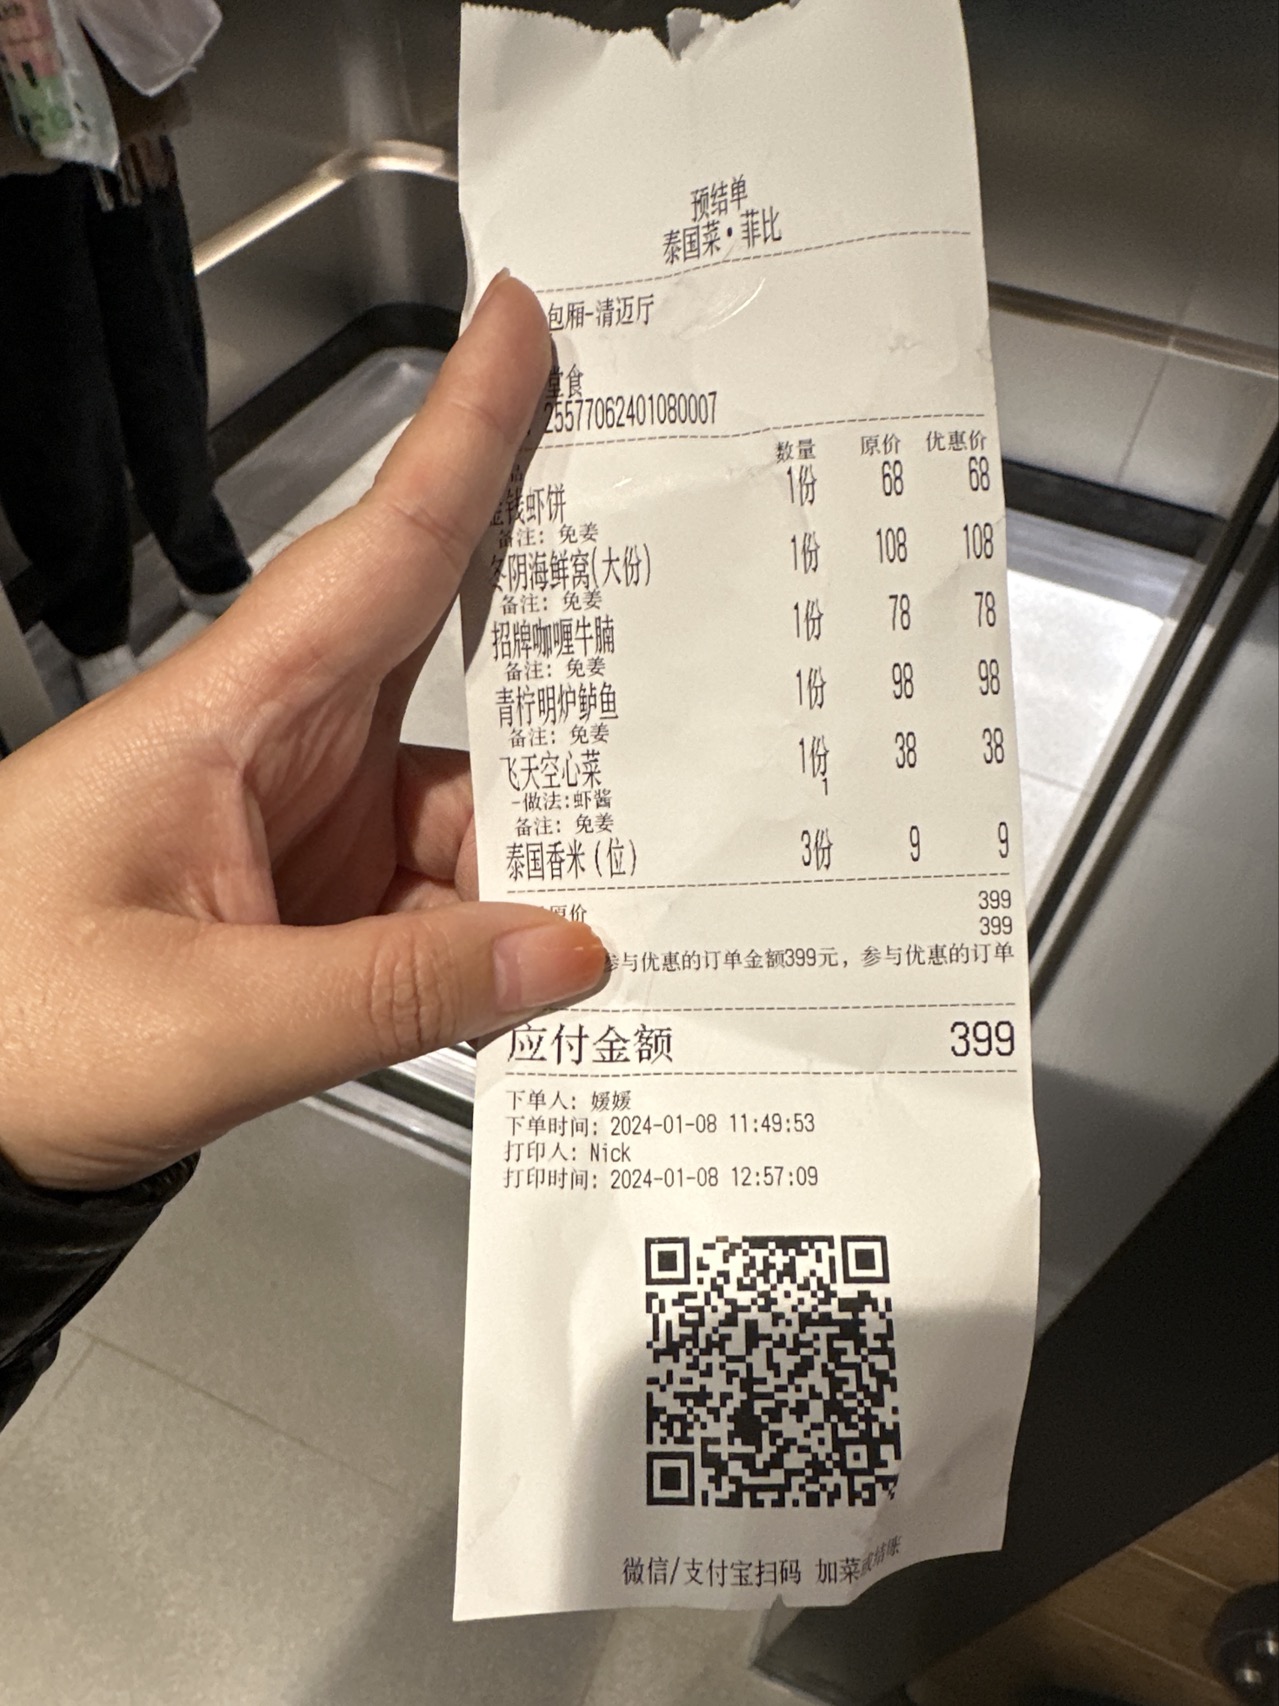 预结单
泰国菜·菲比
包厢-清迈厅
堂食
25577062401080007
品 数量 原价 优惠价
金钱虾饼 1份 68 68
备注: 免姜
冬阴海鲜窝(大份) 1份 108 108
备注: 免姜
招牌咖喱牛腩 1份 78 78
备注: 免姜
青柠明炉鲈鱼 1份 98 98
备注: 免姜
飞天空心菜 1份 38 38
-做法:虾酱 1
备注: 免姜
泰国香米(位) 3份 9 9
原价 399
399
参与优惠的订单金额399元，参与优惠的订单
应付金额 399
下单人: 媛媛
下单时间: 2024-01-08 11:49:53
打印人: Nick
打印时间: 2024-01-08 12:57:09
微信/支付宝扫码 加菜或结账